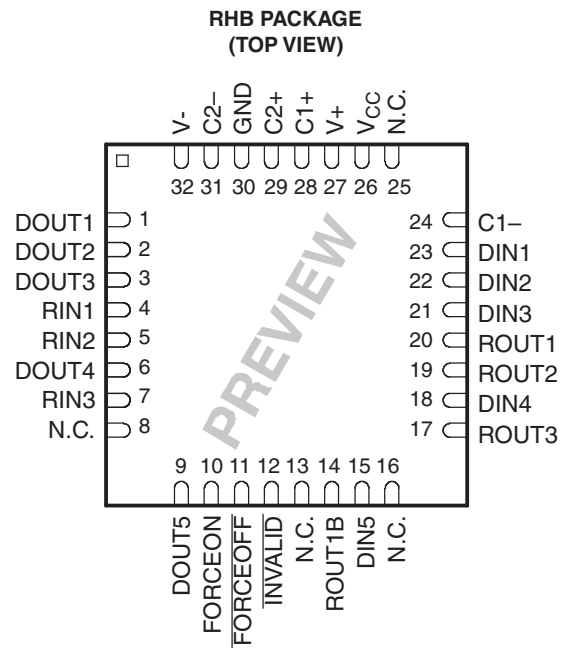 RHB PACKAGE
(TOP VIEW)
V-
C2–
GND
C2+
C1+
V+
VCC
N.C.
32 31 30 29 28 27 26 25
DOUT1 1
DOUT2 2
DOUT3 3
RIN1 4
RIN2 5
DOUT4 6
RIN3 7
N.C. 8
PREVIEW
24 C1–
23 DIN1
22 DIN2
21 DIN3
20 ROUT1
19 ROUT2
18 DIN4
17 ROUT3
9 10 11 12 13 14 15 16
DOUT5
FORCEON
FORCEOFF
INVALID
N.C.
ROUT1B
DIN5
N.C.